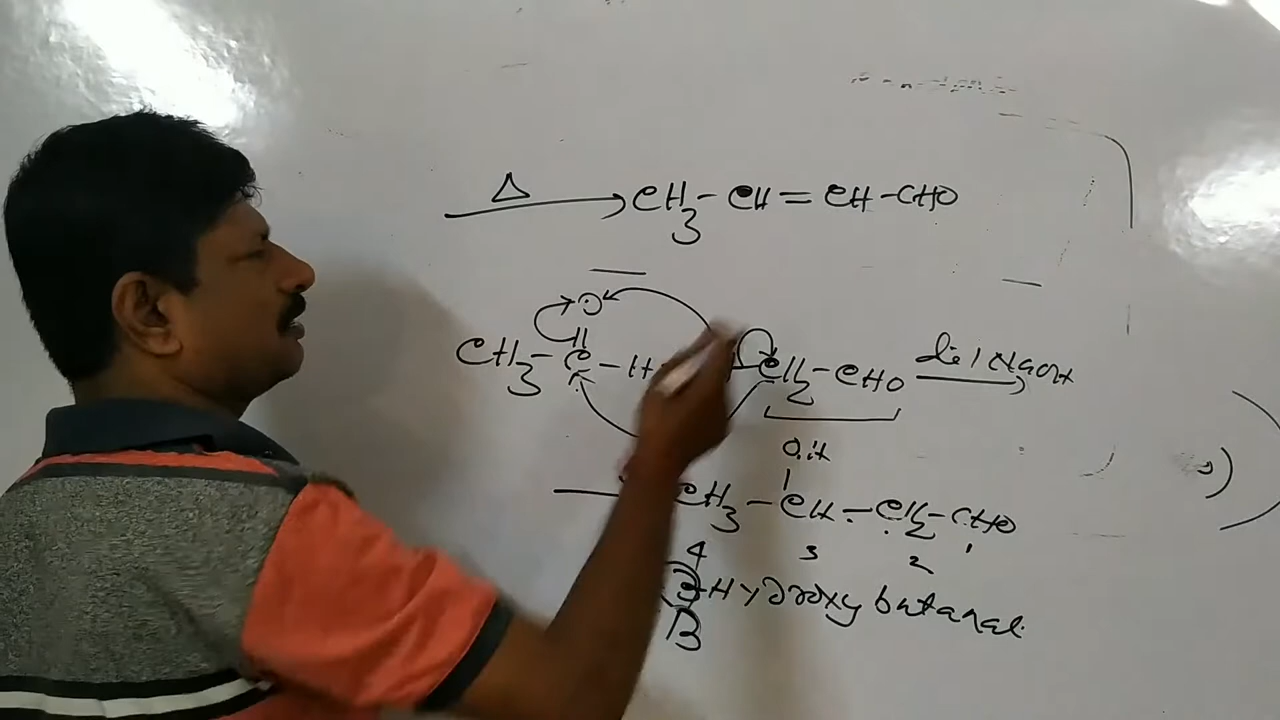 Δ → CH3 - CH = CH - CHO
O
CH3 - C - H CH2 - CHO dil NaOH →
OH
CH3 - CH - CH2 - CHO
4 3 2 1
3-Hydroxy butanal
B